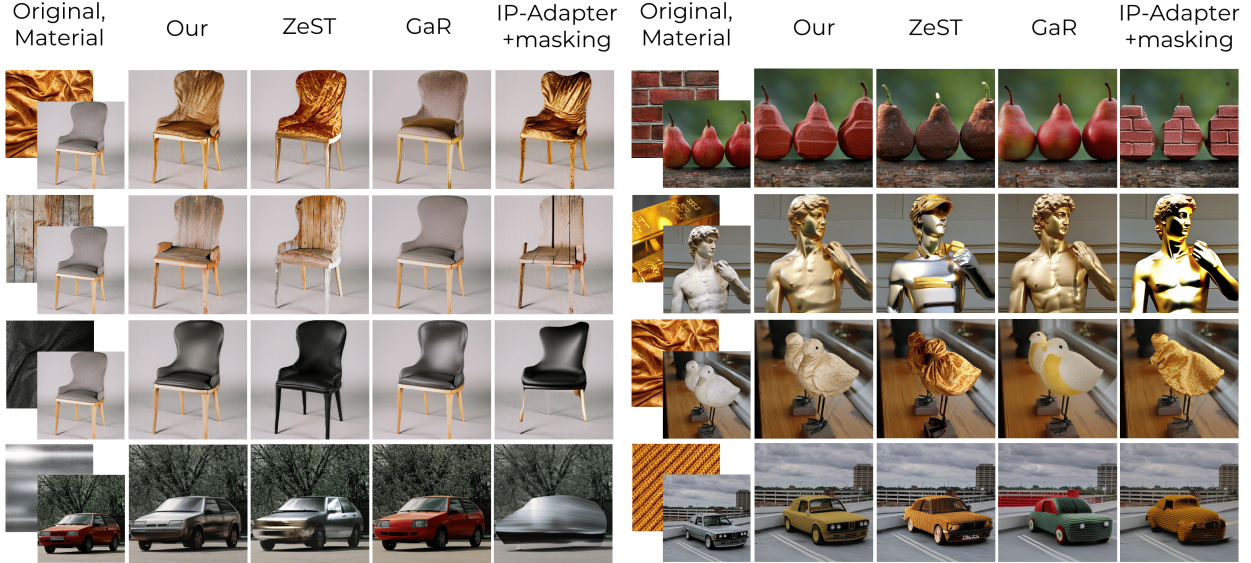 Original,
Material
Our
ZeST
GaR
IP-Adapter
+masking
Original,
Material
Our
ZeST
GaR
IP-Adapter
+masking